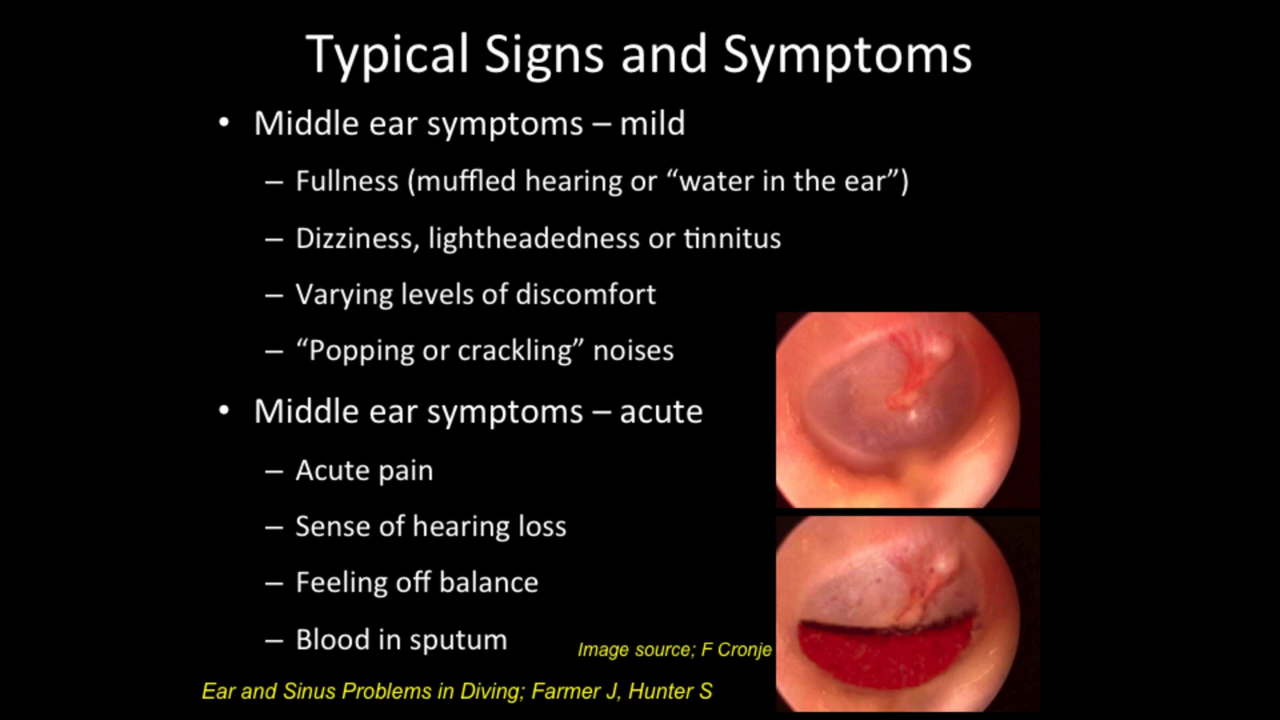 Typical Signs and Symptoms
• Middle ear symptoms – mild
– Fullness (muffled hearing or “water in the ear”)
– Dizziness, lightheadedness or tinnitus
– Varying levels of discomfort
– “Popping or crackling” noises
• Middle ear symptoms – acute
– Acute pain
– Sense of hearing loss
– Feeling off balance
– Blood in sputum
Image source; F Cronje
Ear and Sinus Problems in Diving; Farmer J, Hunter S